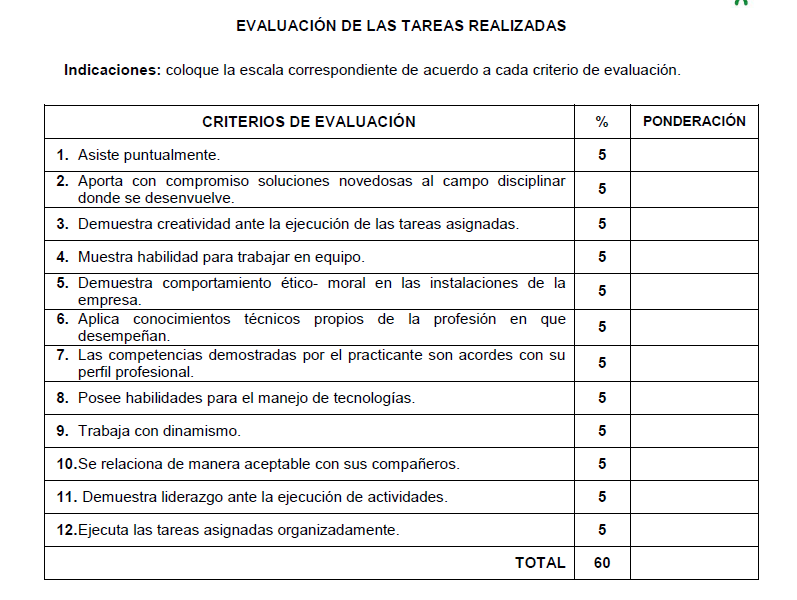 EVALUACIÓN DE LAS TAREAS REALIZADAS
Indicaciones: coloque la escala correspondiente de acuerdo a cada criterio de evaluación.
CRITERIOS DE EVALUACIÓN % PONDERACIÓN
1. Asiste puntualmente. 5
2. Aporta con compromiso soluciones novedosas al campo disciplinar
donde se desenvuelve. 5
3. Demuestra creatividad ante la ejecución de las tareas asignadas. 5
4. Muestra habilidad para trabajar en equipo. 5
5. Demuestra comportamiento ético- moral en las instalaciones de la
empresa. 5
6. Aplica conocimientos técnicos propios de la profesión en que
desempeñan. 5
7. Las competencias demostradas por el practicante son acordes con su
perfil profesional. 5
8. Posee habilidades para el manejo de tecnologías. 5
9. Trabaja con dinamismo. 5
10.Se relaciona de manera aceptable con sus compañeros. 5
11. Demuestra liderazgo ante la ejecución de actividades. 5
12.Ejecuta las tareas asignadas organizadamente. 5
TOTAL 60